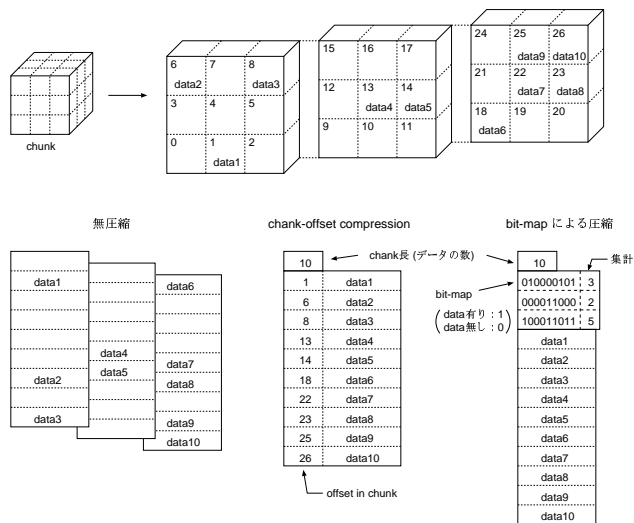 chunk
6 7 8
data2 data3
3 4 5
0 1 2
data1
15 16 17
12 13 14
data4 data5
9 10 11
24 25 26
data9 data10
21 22 23
data7 data8
18 19 20
data6
無圧縮
data1
data2
data3
data4
data5
data6
data7
data8
data9
data10
chank-offset compression
10
1 data1
6 data2
8 data3
13 data4
14 data5
18 data6
22 data7
23 data8
25 data9
26 data10
offset in chunk
chank長 (データの数)
bit-map による圧縮
集計
bit-map
data有り : 1
data無し : 0
10
010000101 3
000011000 2
100011011 5
data1
data2
data3
data4
data5
data6
data7
data8
data9
data10